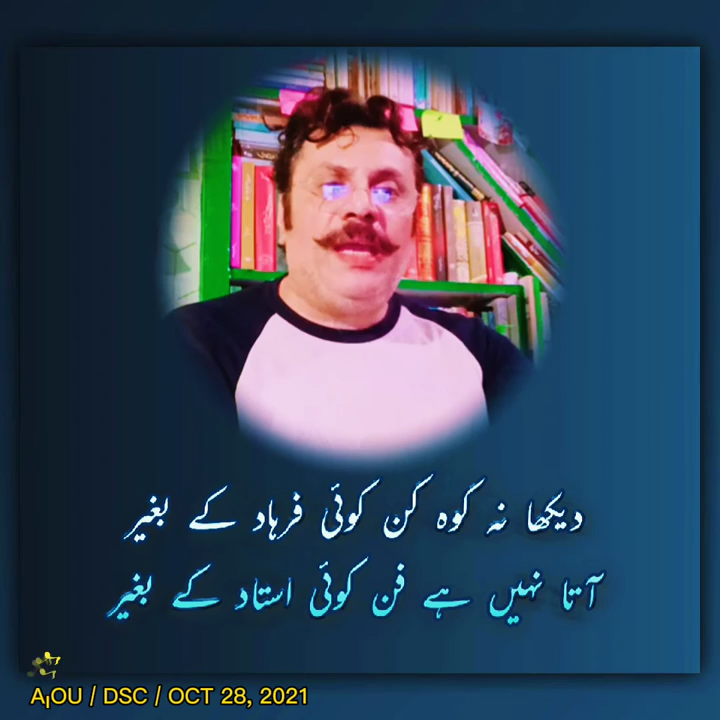 دیکھا نہ کوہ کن کوئی فرہاد کے بغیر
آتا نہیں ہے فن کوئی استاد کے بغیر
AıOU / DSC / OCT 28, 2021